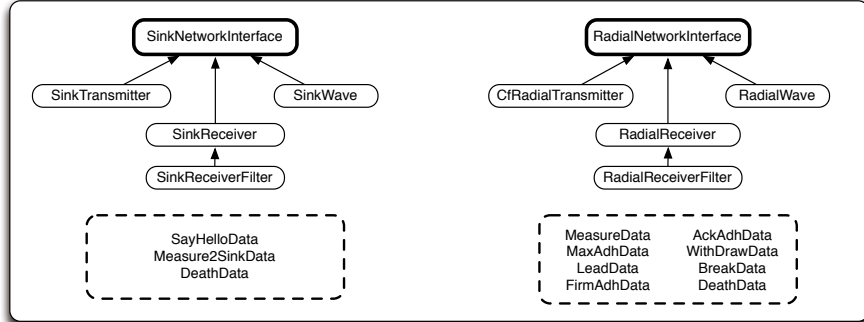 SinkNetworkInterface
SinkTransmitter
SinkWave
SinkReceiver
SinkReceiverFilter
SayHelloData
Measure2SinkData
DeathData
RadialNetworkInterface
CfRadialTransmitter
RadialWave
RadialReceiver
RadialReceiverFilter
MeasureData
MaxAdhData
LeadData
FirmAdhData
AckAdhData
WithDrawData
BreakData
DeathData